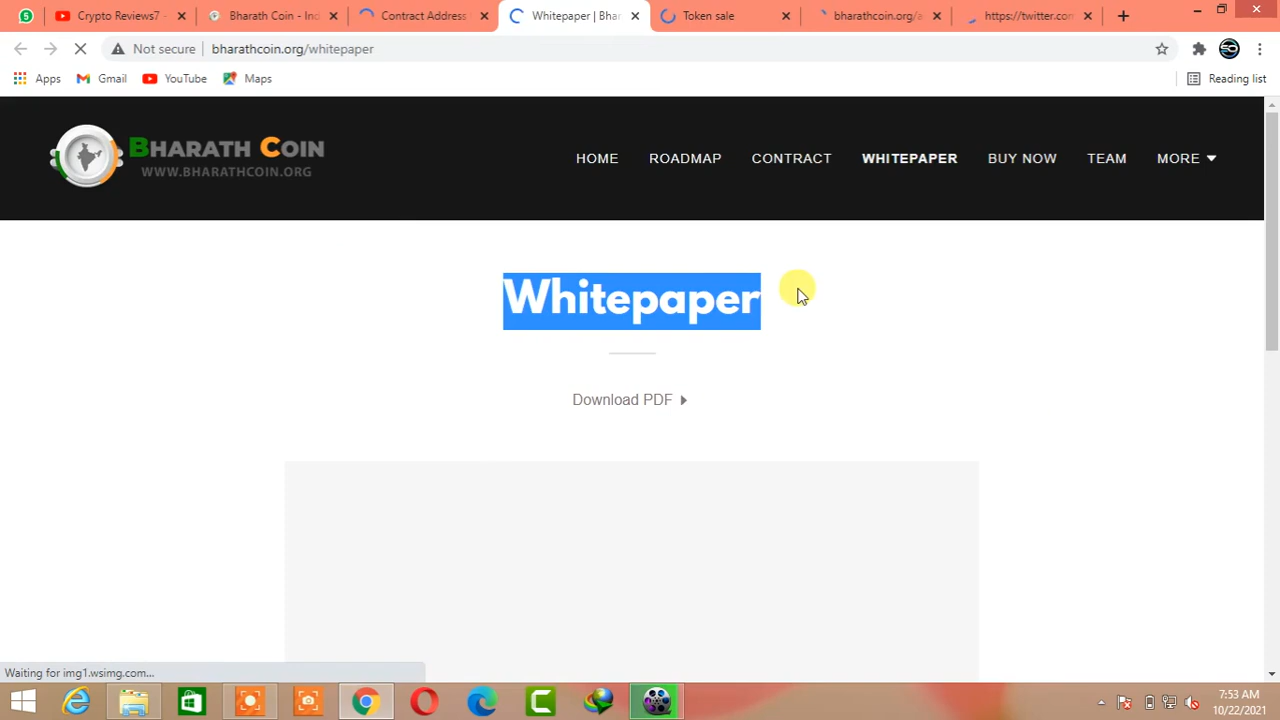 Crypto Reviews7 -
Bharath Coin - Ind
Contract Address
Whitepaper | Bhar
Token sale
bharathcoin.org/a
https://twitter.con
Not secure
bharathcoin.org/whitepaper
Apps
Gmail
YouTube
Maps
Reading list
BHARATH COIN
WWW.BHARATHCOIN.ORG
HOME
ROADMAP
CONTRACT
WHITEPAPER
BUY NOW
TEAM
MORE
Whitepaper
Download PDF
Waiting for img1.wsimg.com...
7:53 AM
10/22/2021